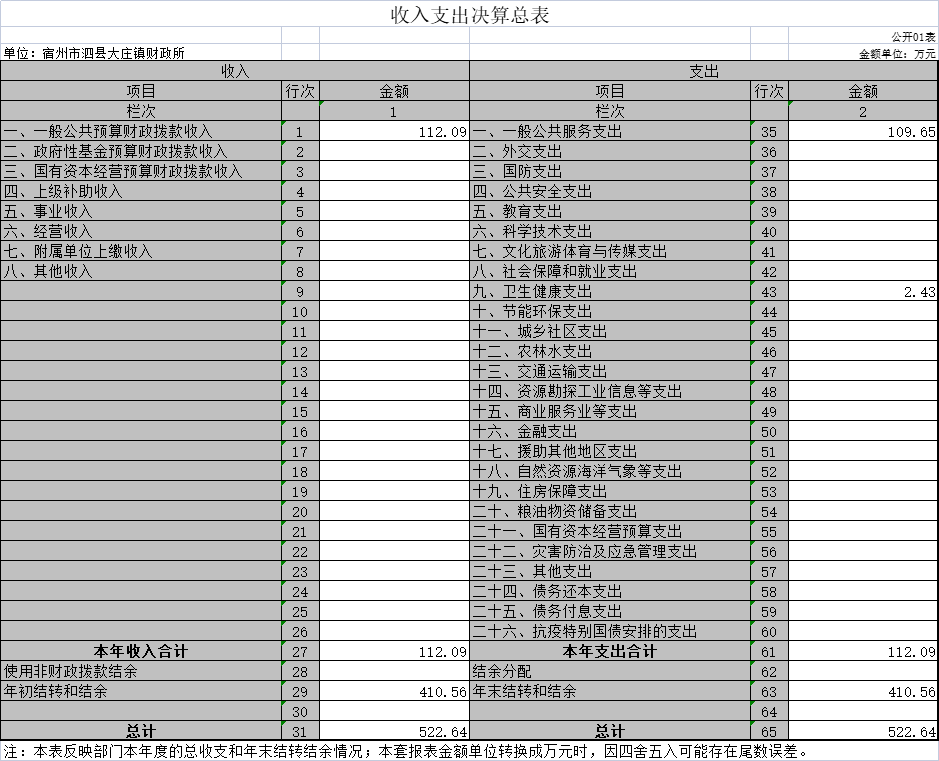 收入支出决算总表
公开01表
单位：宿州市泗县大庄镇财政所 金额单位：万元
收入 支出
项目 行次 金额 项目 行次 金额
栏次 1 栏次 2
一、一般公共预算财政拨款收入 1 112.09 一、一般公共服务支出 35 109.65
二、政府性基金预算财政拨款收入 2 二、外交支出 36
三、国有资本经营预算财政拨款收入 3 三、国防支出 37
四、上级补助收入 4 四、公共安全支出 38
五、事业收入 5 五、教育支出 39
六、经营收入 6 六、科学技术支出 40
七、附属单位上缴收入 7 七、文化旅游体育与传媒支出 41
八、其他收入 8 八、社会保障和就业支出 42
9 九、卫生健康支出 43 2.43
10 十、节能环保支出 44
11 十一、城乡社区支出 45
12 十二、农林水支出 46
13 十三、交通运输支出 47
14 十四、资源勘探工业信息等支出 48
15 十五、商业服务业等支出 49
16 十六、金融支出 50
17 十七、援助其他地区支出 51
18 十八、自然资源海洋气象等支出 52
19 十九、住房保障支出 53
20 二十、粮油物资储备支出 54
21 二十一、国有资本经营预算支出 55
22 二十二、灾害防治及应急管理支出 56
23 二十三、其他支出 57
24 二十四、债务还本支出 58
25 二十五、债务付息支出 59
26 二十六、抗疫特别国债安排的支出 60
本年收入合计 27 112.09 本年支出合计 61 112.09
使用非财政拨款结余 28 结余分配 62
年初结转和结余 29 410.56 年末结转和结余 63 410.56
30 64
总计 31 522.64 总计 65 522.64
注：本表反映部门本年度的总收支和年末结转结余情况；本套报表金额单位转换成万元时，因四舍五入可能存在尾数误差。